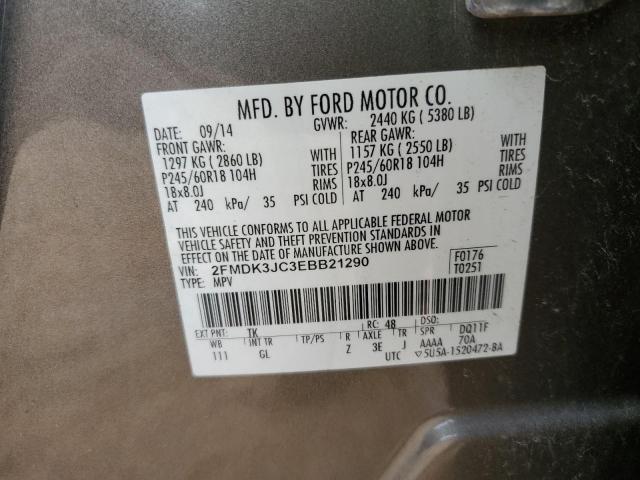 MFD. BY FORD MOTOR CO.
DATE: 09/14 GVWR: 2440 KG ( 5380 LB)
FRONT GAWR: REAR GAWR:
1297 KG ( 2860 LB) WITH 1157 KG ( 2550 LB) WITH
P245/60R18 104H TIRES P245/60R18 104H TIRES
18x8.0J RIMS 18x8.0J RIMS
AT 240 kPa/ 35 PSI COLD AT 240 kPa/ 35 PSI COLD
THIS VEHICLE CONFORMS TO ALL APPLICABLE FEDERAL MOTOR
VEHICLE SAFETY AND THEFT PREVENTION STANDARDS IN
EFFECT ON THE DATE OF MANUFACTURE SHOWN ABOVE.
VIN: 2FMDK3JC3EBB21290 F0176
TYPE: MPV T0251
EXT PNT: TK RC: 48 DSO:
WB INT TR TP/PS R AXLE TR SPR DQ11F
111 GL Z 3E J AAAA 70A
UTC ▽5U5A-1520472-BA